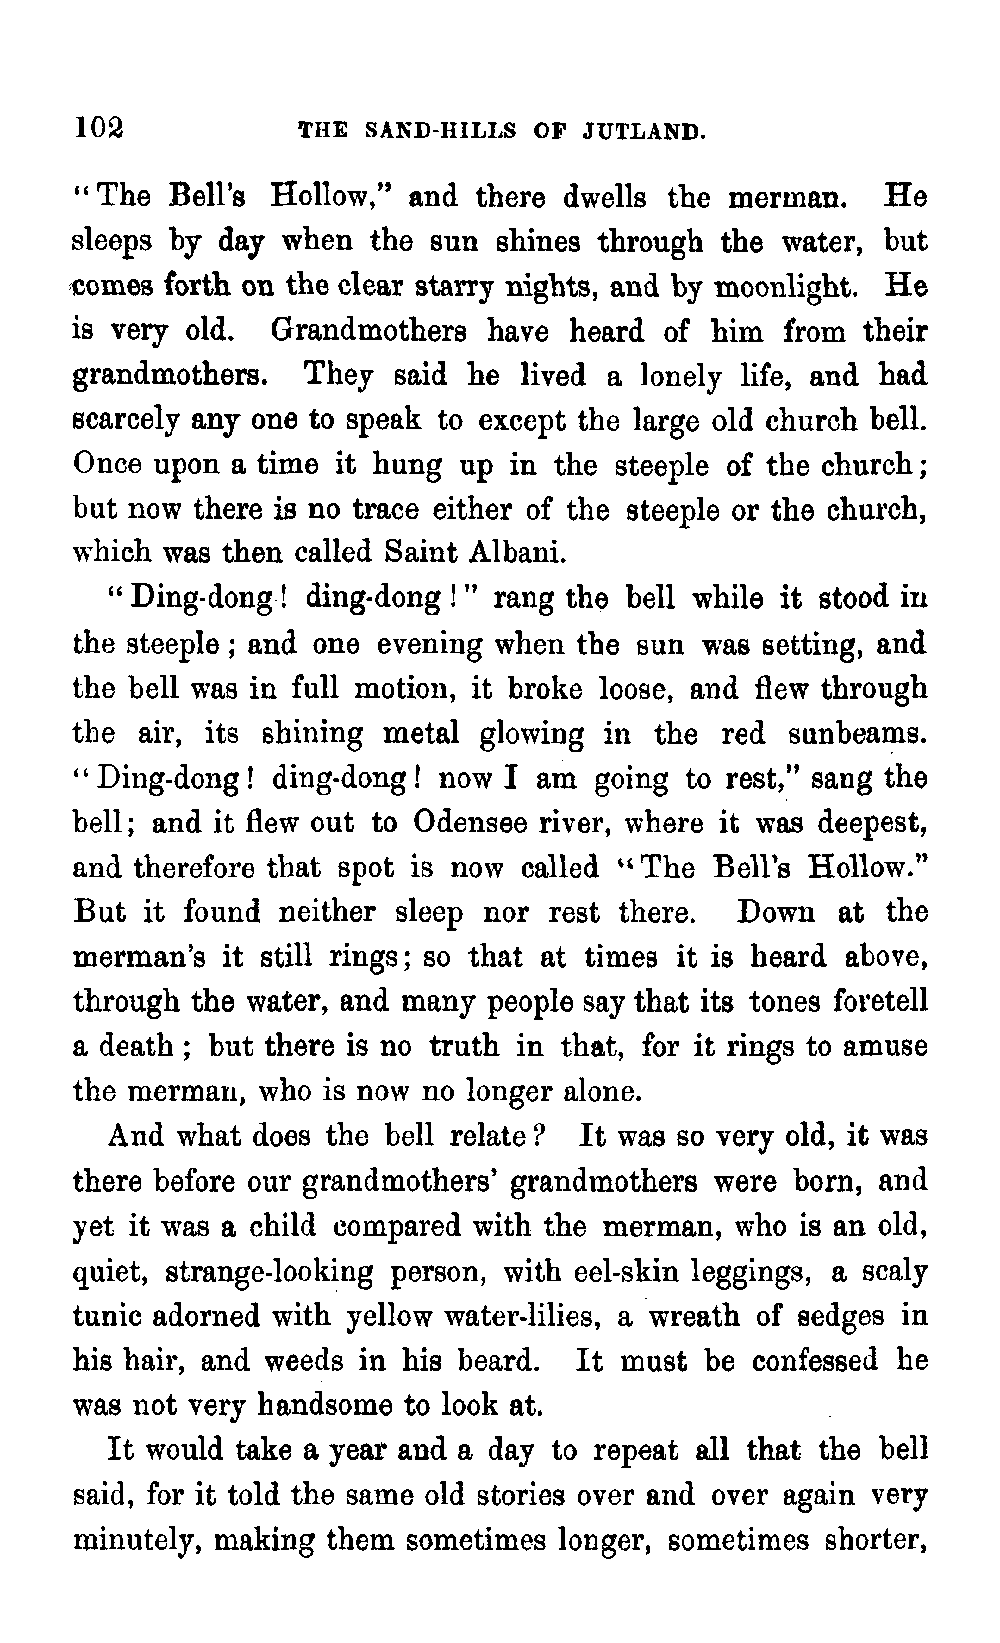 102 THE SAND-HILLS OF JUTLAND.
"The Bell's Hollow," and there dwells the merman. He
sleeps by day when the sun shines through the water, but
comes forth on the clear starry nights, and by moonlight. He
is very old. Grandmothers have heard of him from their
grandmothers. They said he lived a lonely life, and had
scarcely any one to speak to except the large old church bell.
Once upon a time it hung up in the steeple of the church;
but now there is no trace either of the steeple or the church,
which was then called Saint Albani.
"Ding-dong! ding-dong!" rang the bell while it stood in
the steeple; and one evening when the sun was setting, and
the bell was in full motion, it broke loose, and flew through
the air, its shining metal glowing in the red sunbeams.
"Ding-dong! ding-dong! now I am going to rest," sang the
bell; and it flew out to Odensee river, where it was deepest,
and therefore that spot is now called "The Bell's Hollow."
But it found neither sleep nor rest there. Down at the
merman's it still rings; so that at times it is heard above,
through the water, and many people say that its tones foretell
a death; but there is no truth in that, for it rings to amuse
the merman, who is now no longer alone.
And what does the bell relate? It was so very old, it was
there before our grandmothers' grandmothers were born, and
yet it was a child compared with the merman, who is an old,
quiet, strange-looking person, with eel-skin leggings, a scaly
tunic adorned with yellow water-lilies, a wreath of sedges in
his hair, and weeds in his beard. It must be confessed he
was not very handsome to look at.
It would take a year and a day to repeat all that the bell
said, for it told the same old stories over and over again very
minutely, making them sometimes longer, sometimes shorter,